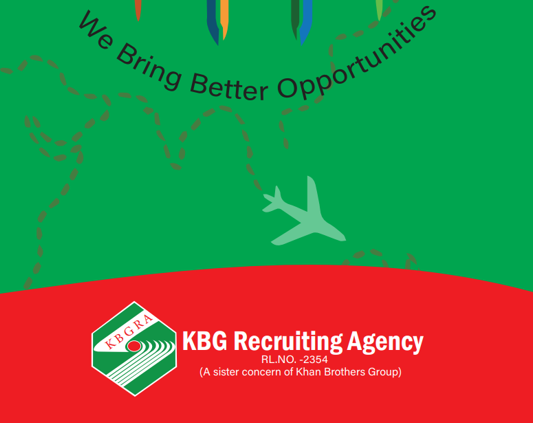 We Bring Better Opportunities
KBGRA
KBG Recruiting Agency
RL.NO. -2354
(A sister concern of Khan Brothers Group)